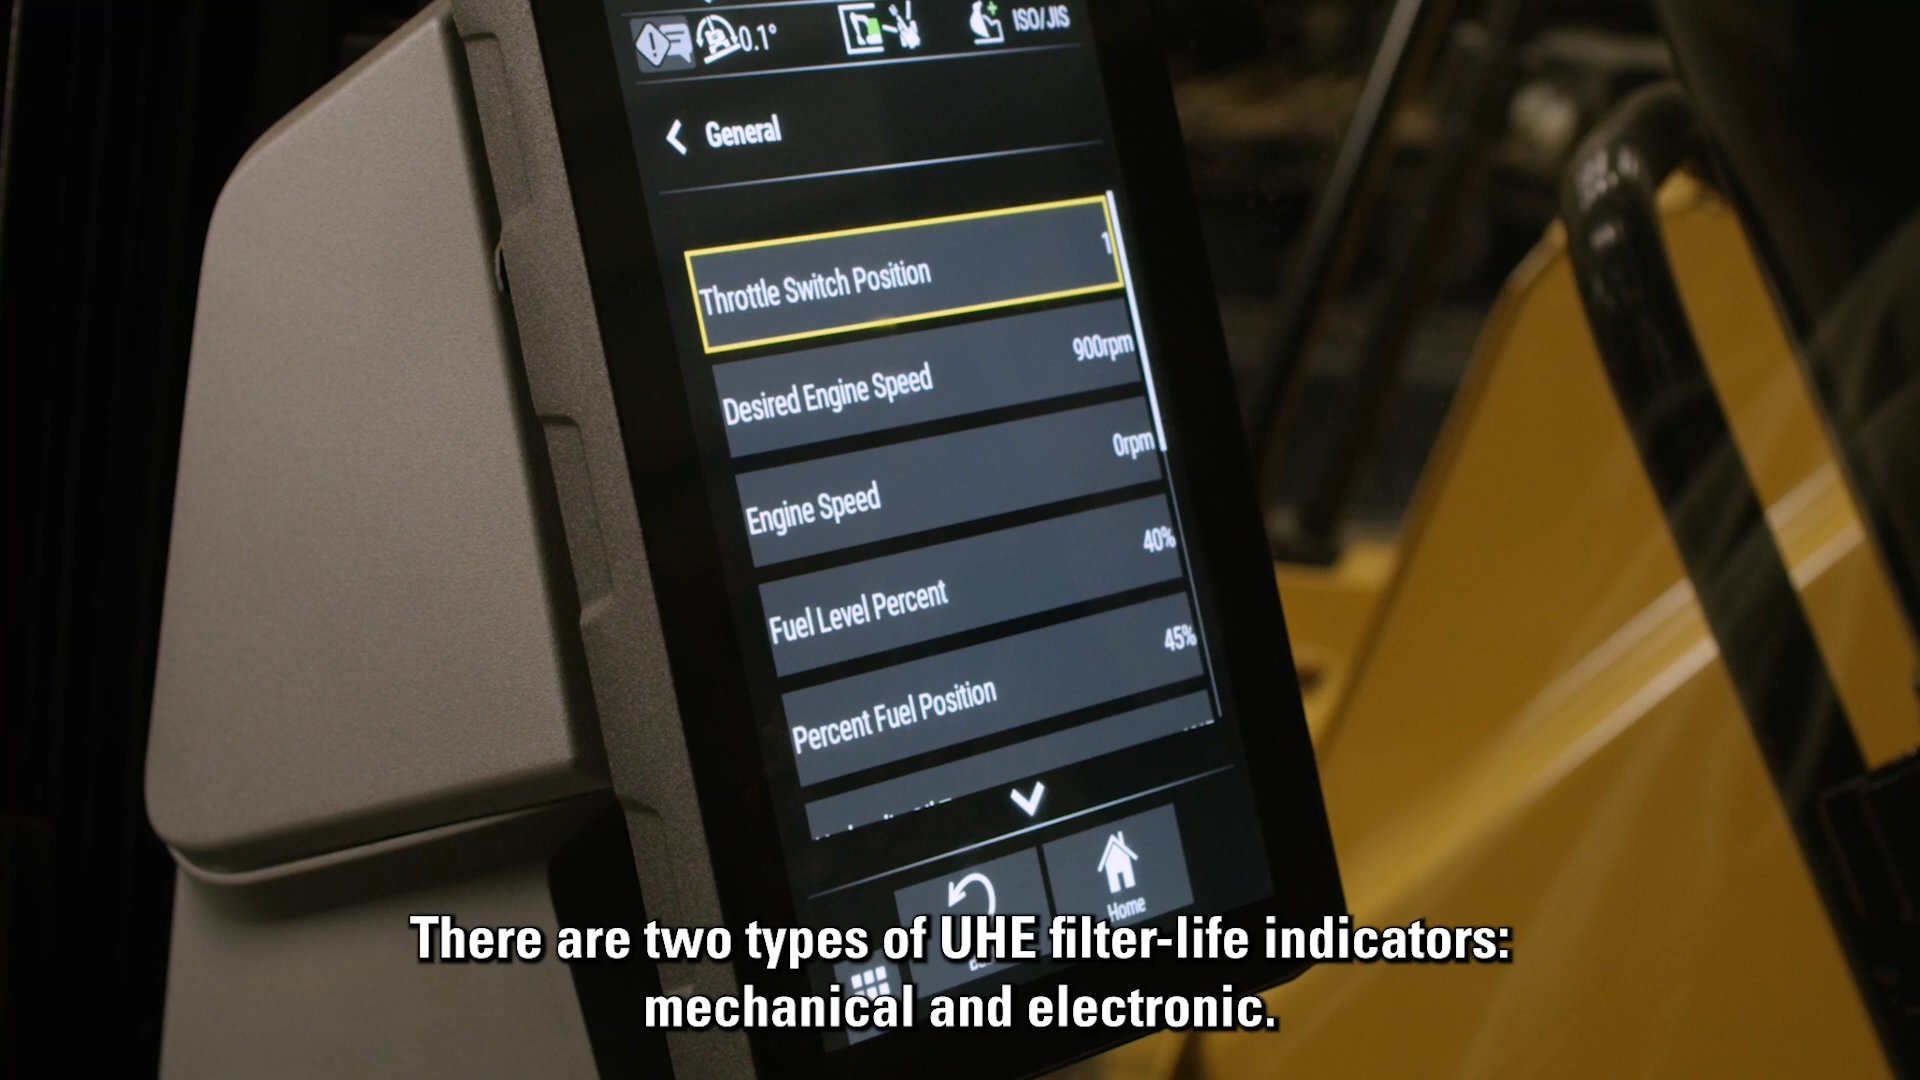 0.1°
ISO/JIS
General
Throttle Switch Position 1
Desired Engine Speed 900rpm
Engine Speed 0rpm
Fuel Level Percent 40%
Percent Fuel Position 45%
Home
There are two types of UHE filter-life indicators:
mechanical and electronic.